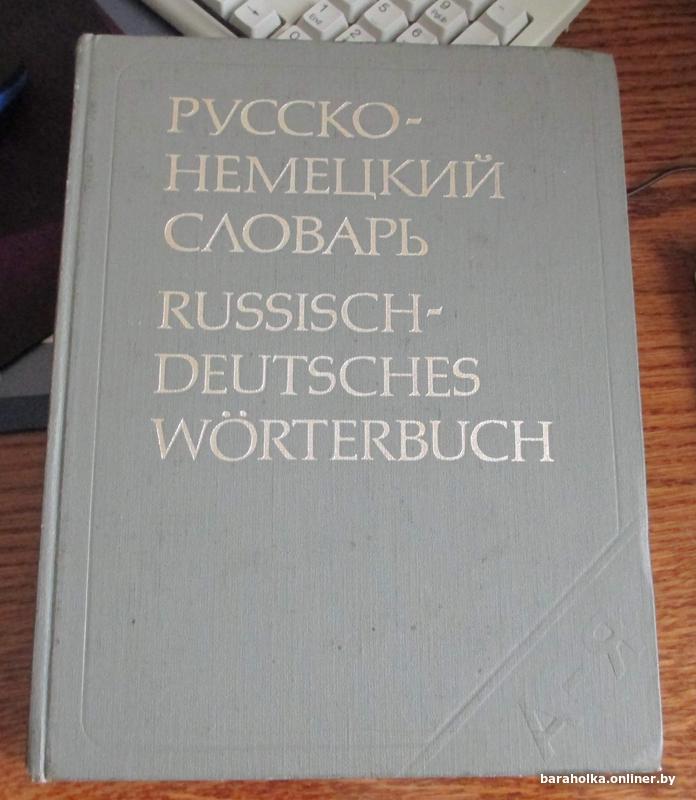 РУССКО-
НЕМЕЦКИЙ
СЛОВАРЬ
RUSSISCH-
DEUTSCHES
WÖRTERBUCH
А-Я
baraholka.onliner.by